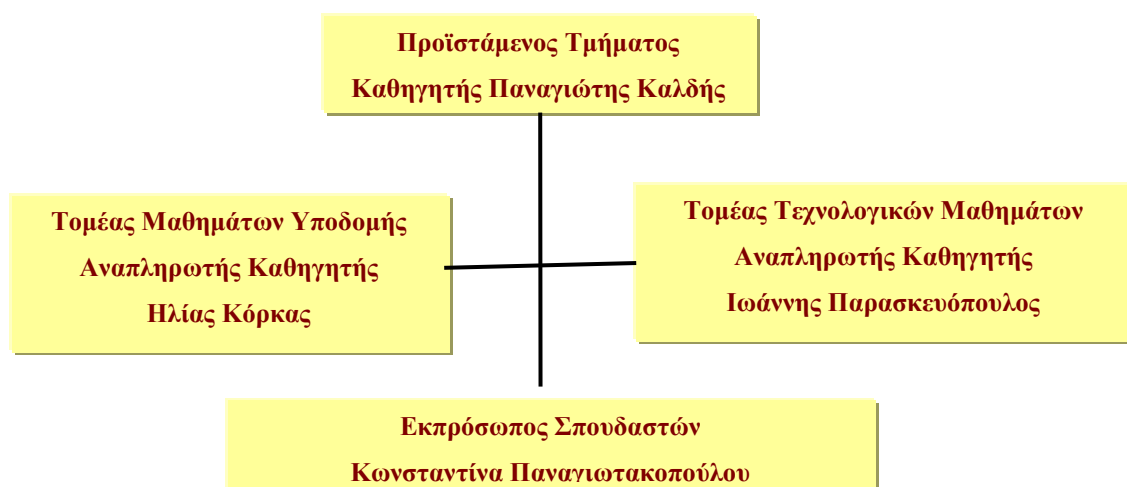 Προϊστάμενος Τμήματος
Καθηγητής Παναγιώτης Καλδής
Τομέας Μαθημάτων Υποδομής
Αναπληρωτής Καθηγητής
Ηλίας Κόρκας
Τομέας Τεχνολογικών Μαθημάτων
Αναπληρωτής Καθηγητής
Ιωάννης Παρασκευόπουλος
Εκπρόσωπος Σπουδαστών
Κωνσταντίνα Παναγιωτακοπούλου